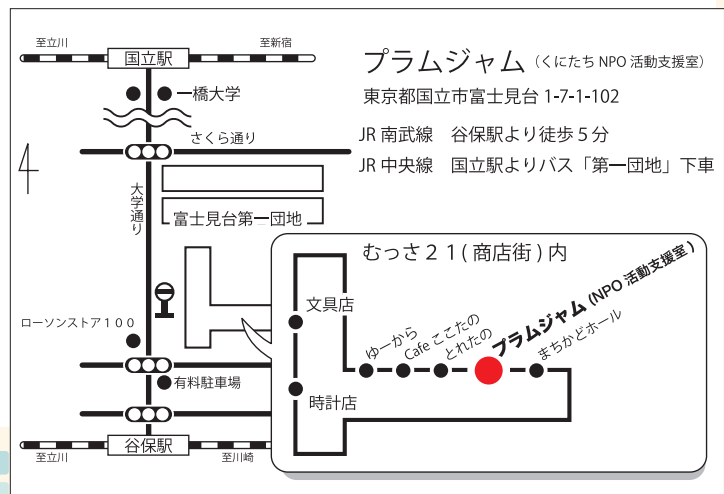 至立川
国立駅
至新宿
一橋大学
さくら通り
大学通り
富士見台第一団地
ローソンストア１００
有料駐車場
至立川
谷保駅
至川崎
プラムジャム（くにたち NPO 活動支援室）
東京都国立市富士見台 1-7-1-102
JR 南武線　谷保駅より徒歩 5 分
JR 中央線　国立駅よりバス「第一団地」下車
むっさ２１( 商店街 ) 内
文具店
時計店
ゆーから
Cafe ここたの
とれたの
プラムジャム (NPO 活動支援室 )
まちかどホール